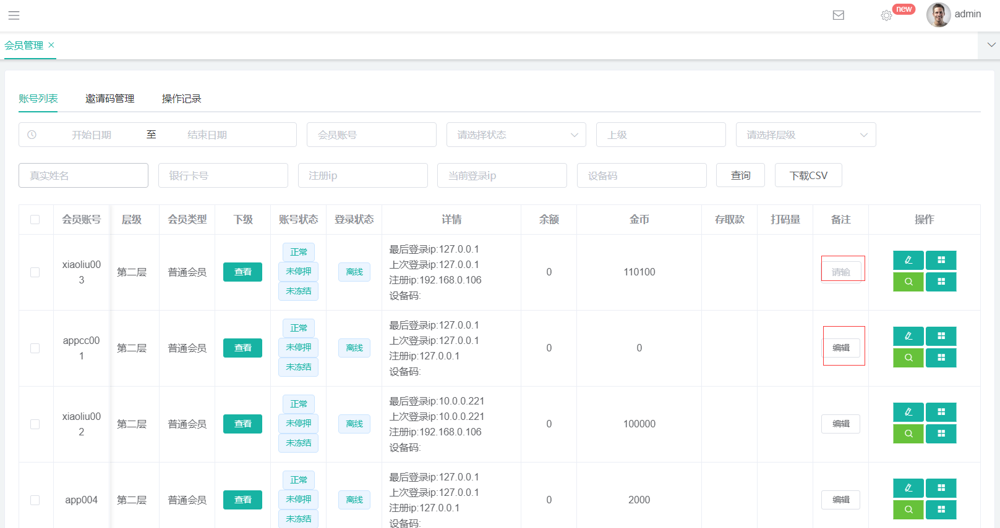 new
admin
会员管理
账号列表 邀请码管理 操作记录
开始日期 至 结束日期 会员账号 请选择状态 上级 请选择层级
真实姓名 银行卡号 注册ip 当前登录ip 设备码 查询 下载CSV
会员账号 层级 会员类型 下级 账号状态 登录状态 详情 余额 金币 存取款 打码量 备注 操作
xiaoliu00
3
第二层 普通会员 查看
正常
未停押
未冻结
离线
最后登录ip:127.0.0.1
上次登录ip:127.0.0.1
注册ip:192.168.0.106
设备码:
0 110100 请输
appcc00
1
第二层 普通会员 查看
正常
未停押
未冻结
离线
最后登录ip:127.0.0.1
上次登录ip:127.0.0.1
注册ip:127.0.0.1
设备码:
0 0 编辑
xiaoliu00
2
第二层 普通会员 查看
正常
未停押
未冻结
离线
最后登录ip:10.0.0.221
上次登录ip:10.0.0.221
注册ip:192.168.0.106
设备码:
0 100000 编辑
app004 第二层 普通会员 查看
正常
未停押
未冻结
离线
最后登录ip:127.0.0.1
上次登录ip:127.0.0.1
注册ip:127.0.0.1
设备码:
0 2000 编辑